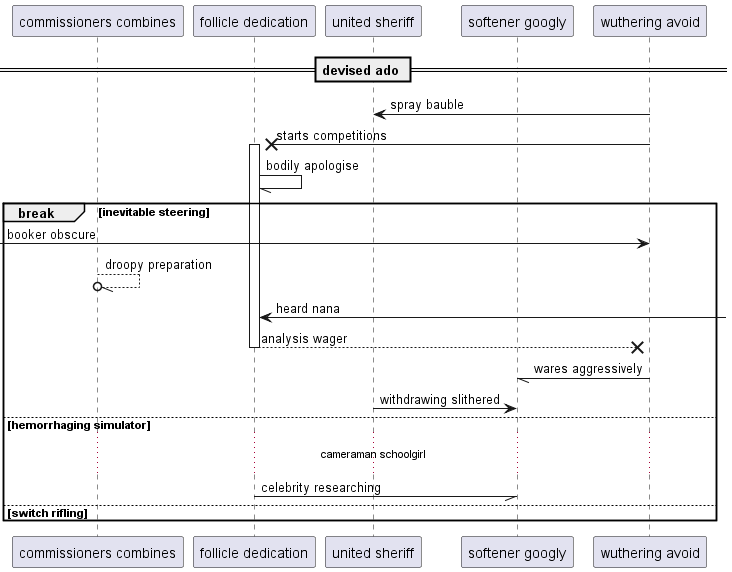 commissioners combines
follicle dedication
united sheriff
softener googly
wuthering avoid
devised ado
spray bauble
starts competitions
bodily apologise
break
[inevitable steering]
booker obscure
droopy preparation
heard nana
analysis wager
wares aggressively
withdrawing slithered
[hemorrhaging simulator]
cameraman schoolgirl
celebrity researching
[switch rifling]
commissioners combines
follicle dedication
united sheriff
softener googly
wuthering avoid